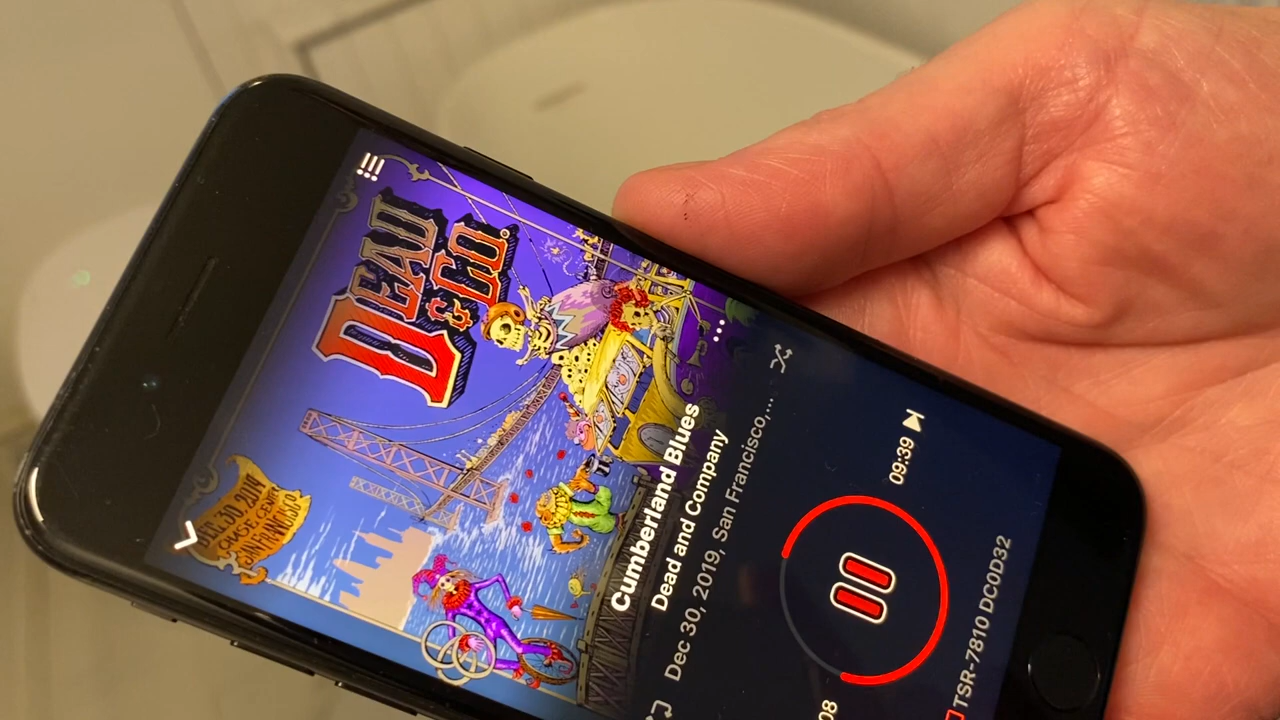 DEAD
& CO.
DEC 30, 2019
CHASE CENTER
SAN FRANCISCO
Cumberland Blues
Dead and Company
Dec 30, 2019, San Francisco,...
08
09:39
TSR-7810 DC0D32